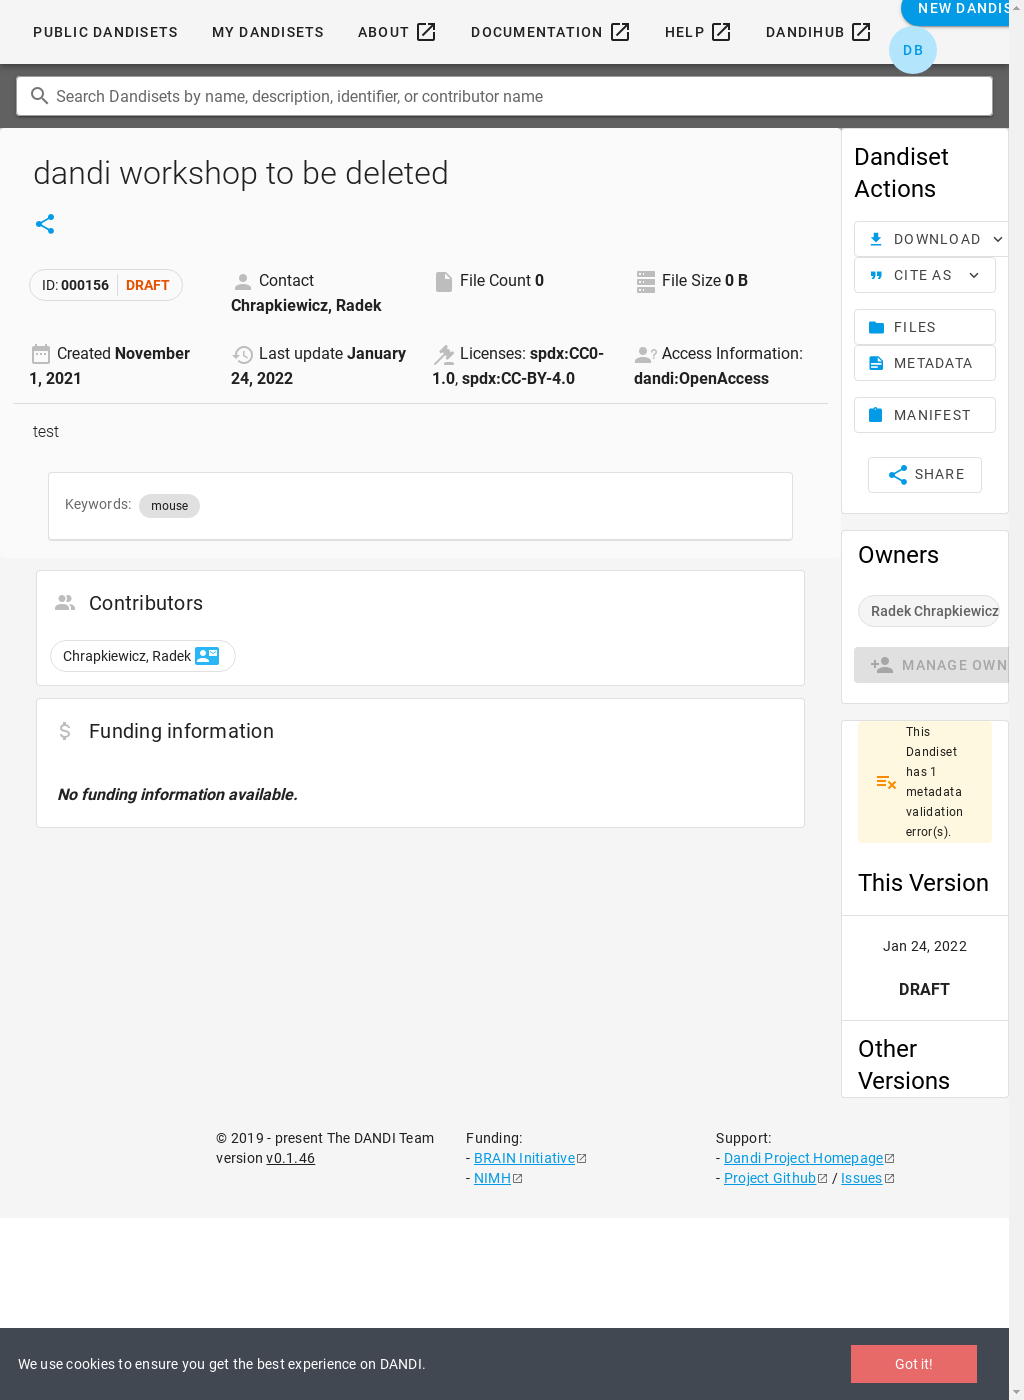 PUBLIC DANDISETS MY DANDISETS ABOUT DOCUMENTATION HELP DANDIHUB NEW DANDIS
DB
Search Dandisets by name, description, identifier, or contributor name
dandi workshop to be deleted
ID: 000156 DRAFT
Contact
Chrapkiewicz, Radek
File Count 0
File Size 0 B
Created November
1, 2021
Last update January
24, 2022
Licenses: spdx:CC0-
1.0, spdx:CC-BY-4.0
Access Information:
dandi:OpenAccess
test
Keywords: mouse
Contributors
Chrapkiewicz, Radek
Funding information
No funding information available.
Dandiset
Actions
DOWNLOAD
CITE AS
FILES
METADATA
MANIFEST
SHARE
Owners
Radek Chrapkiewicz
MANAGE OWN
This
Dandiset
has 1
metadata
validation
error(s).
This Version
Jan 24, 2022
DRAFT
Other
Versions
© 2019 - present The DANDI Team
version v0.1.46
Funding:
- BRAIN Initiative
- NIMH
Support:
- Dandi Project Homepage
- Project Github / Issues
We use cookies to ensure you get the best experience on DANDI.
Got it!